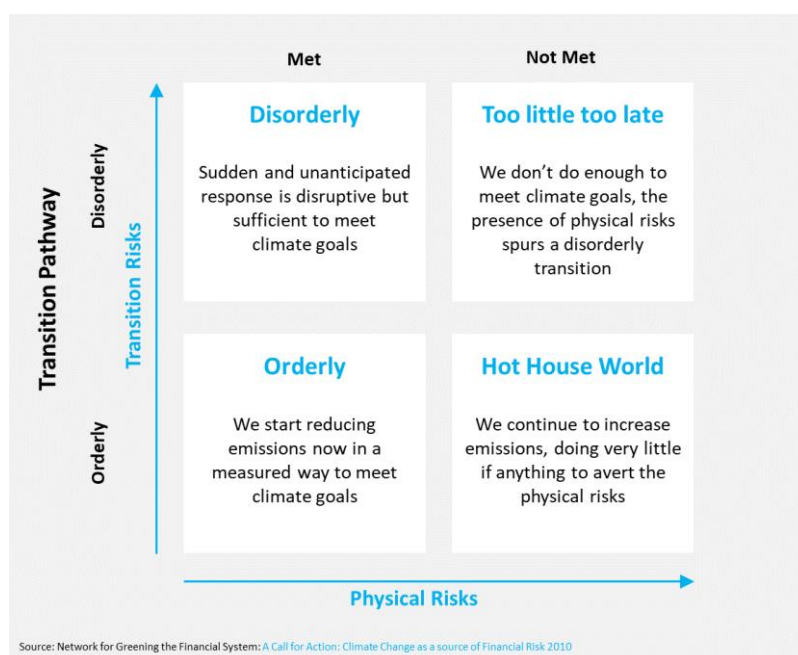 Met
Not Met
Transition Pathway
Disorderly
Orderly
Transition Risks
Disorderly
Sudden and unanticipated
response is disruptive but
sufficient to meet
climate goals
Too little too late
We don’t do enough to
meet climate goals, the
presence of physical risks
spurs a disorderly
transition
Orderly
We start reducing
emissions now in a
measured way to meet
climate goals
Hot House World
We continue to increase
emissions, doing very little
if anything to avert the
physical risks
Physical Risks
Source: Network for Greening the Financial System: A Call for Action: Climate Change as a source of Financial Risk 2010